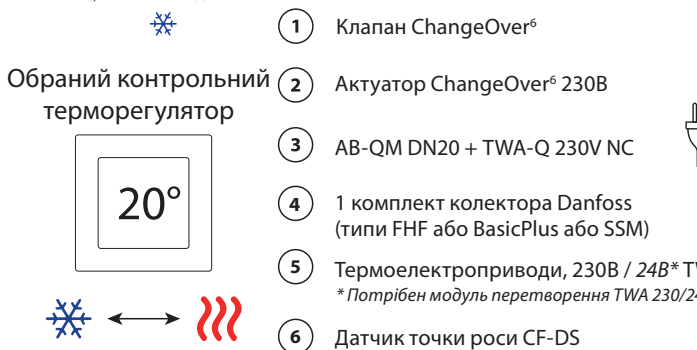 Обраний контрольний
терморегулятор
20°
1 Клапан ChangeOver⁶
2 Актуатор ChangeOver⁶ 230В
3 AB-QM DN20 + TWA-Q 230V NC
4 1 комплект колектора Danfoss
(типи FHF або BasicPlus або SSM)
5 Термоелектроприводи, 230В / 24В*
* Потрібен модуль перетворення TWA
6 Датчик точки роси CF-DS